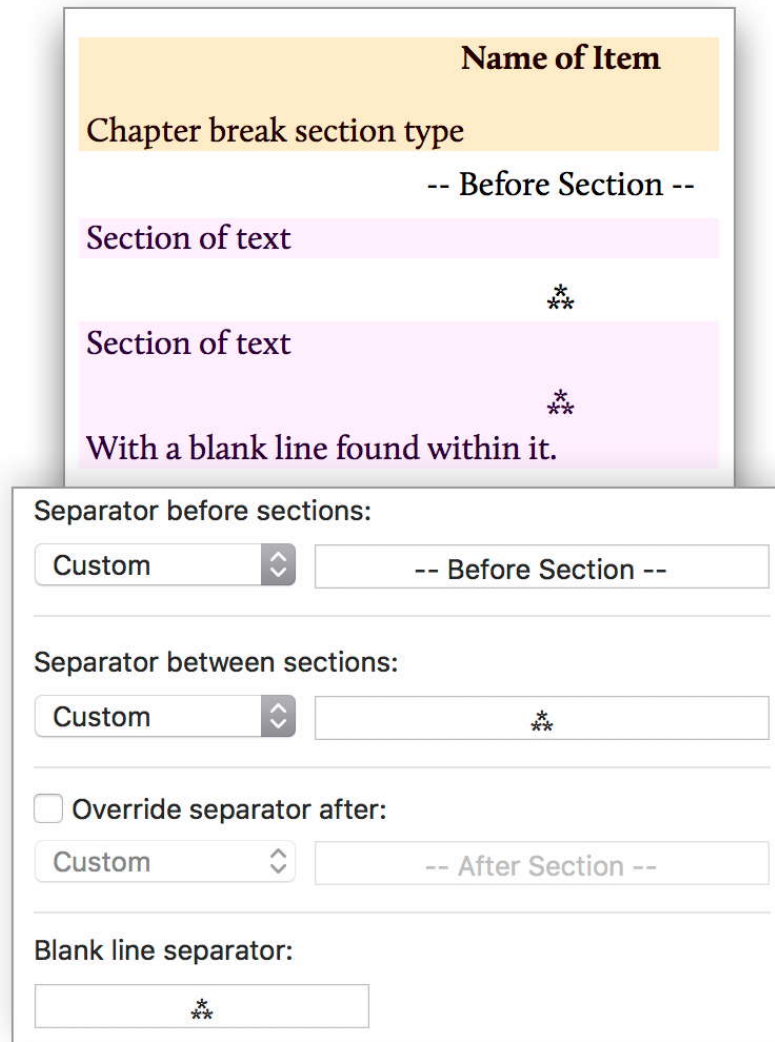 Name of Item
Chapter break section type
-- Before Section --
Section of text
⁂
Section of text
⁂
With a blank line found within it.
Separator before sections:
Custom -- Before Section --
Separator between sections:
Custom ⁂
Override separator after:
Custom -- After Section --
Blank line separator:
⁂